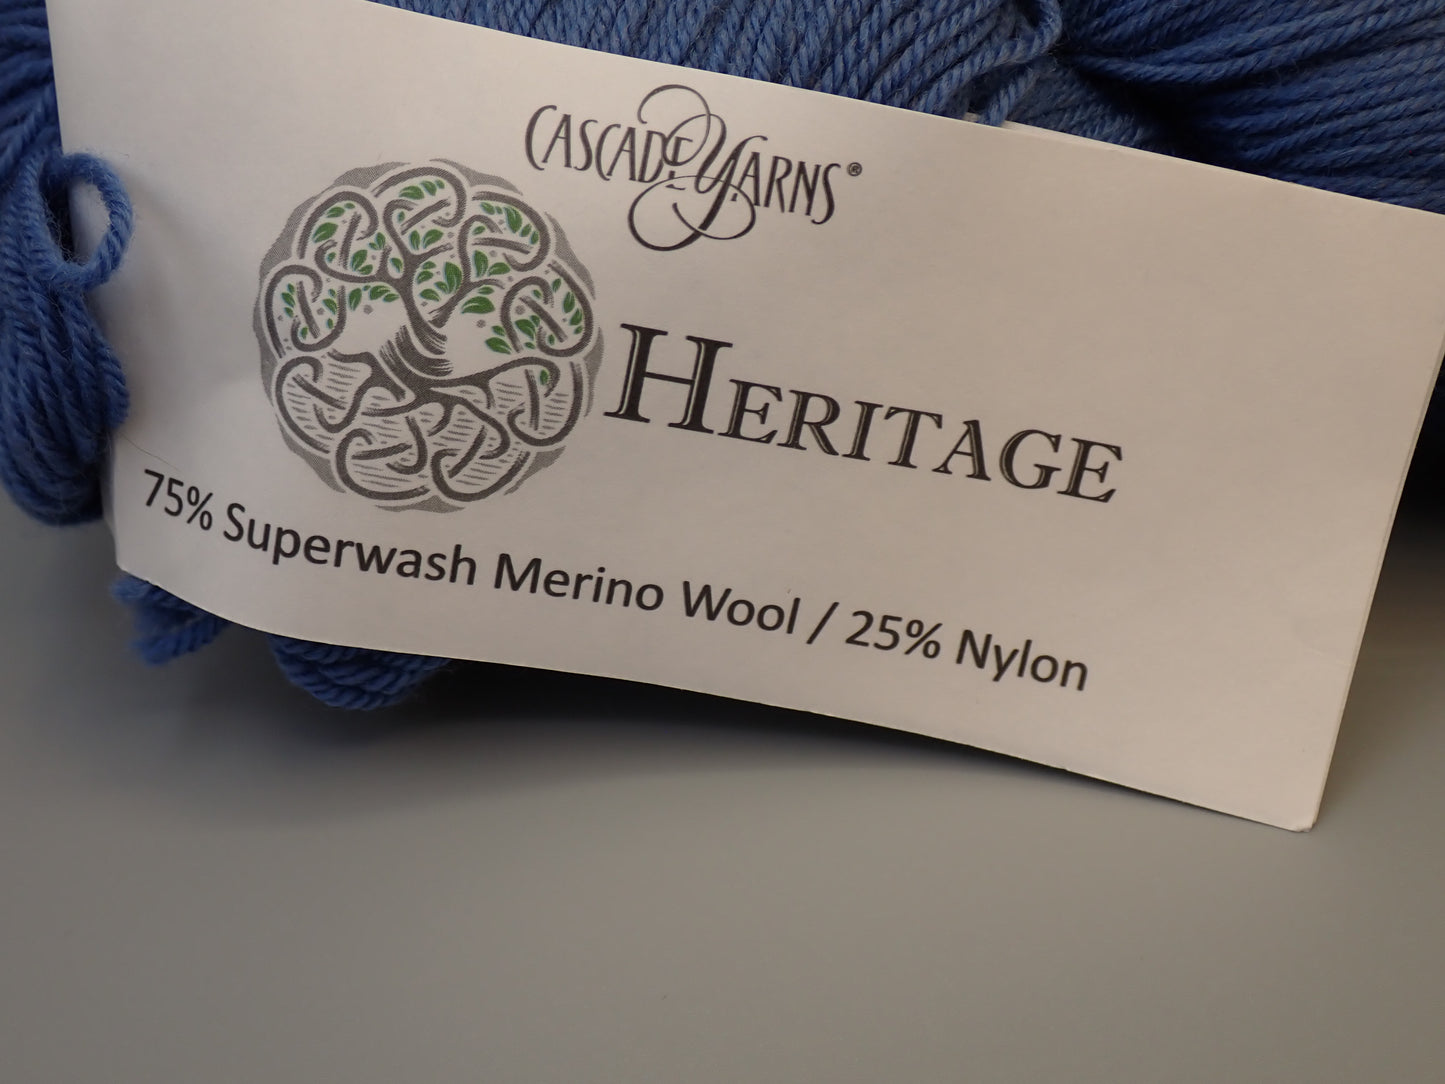 CASCADE YARNS®
HERITAGE
75% Superwash Merino Wool / 25% Nylon